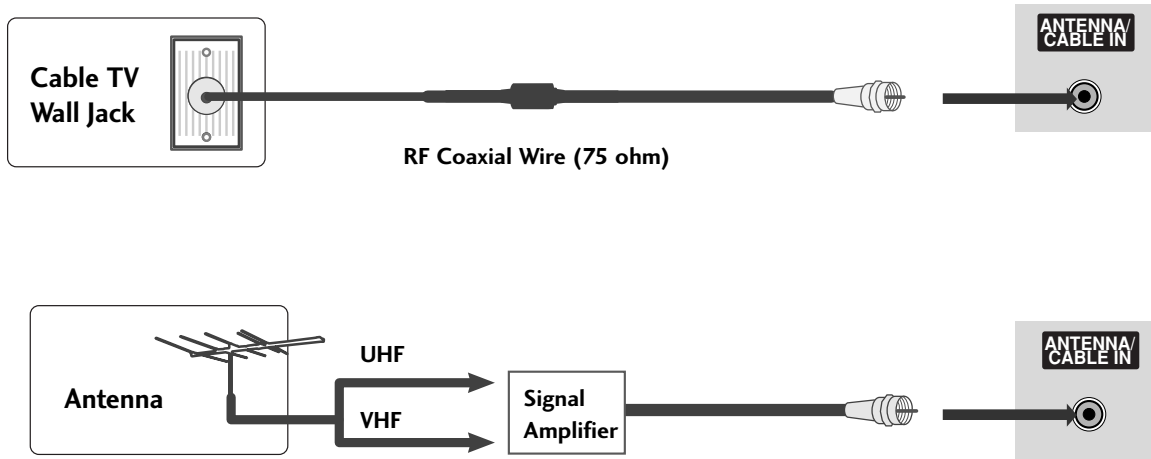 ANTENNA/
CABLE IN
Cable TV
Wall Jack
RF Coaxial Wire (75 ohm)
ANTENNA/
CABLE IN
UHF
Antenna
VHF
Signal
Amplifier